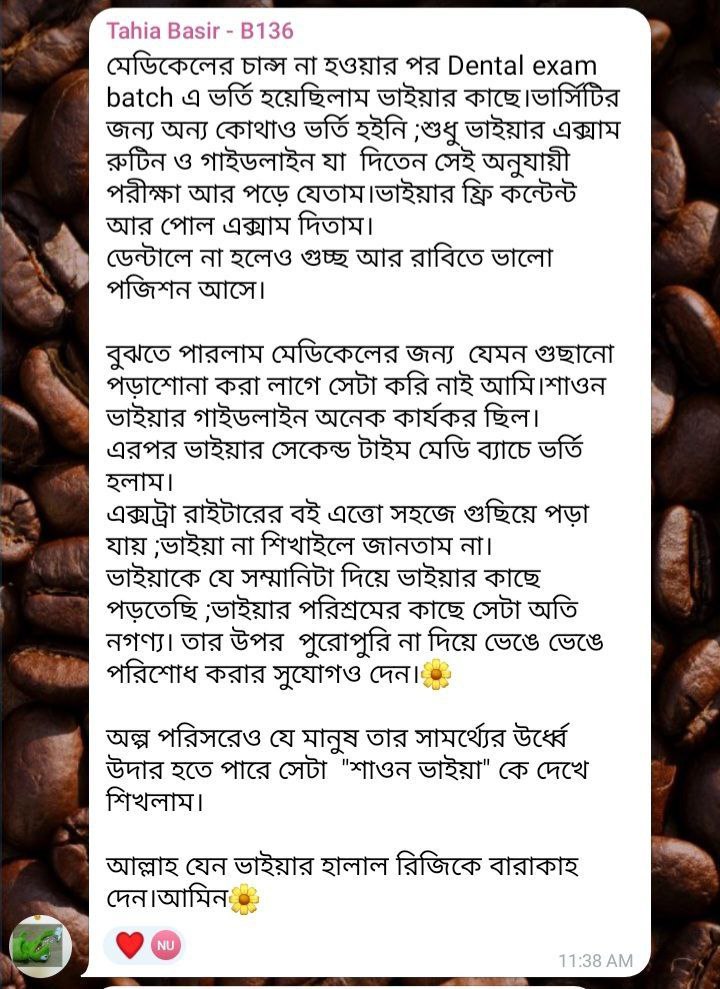 Tahia Basir - B136
মেডিকেলের চান্স না হওয়ার পর Dental exam
batch এ ভর্তি হয়েছিলাম ভাইয়ার কাছে।ভার্সিটির
জন্য অন্য কোথাও ভর্তি হইনি ;শুধু ভাইয়ার এক্সাম
রুটিন ও গাইডলাইন যা দিতেন সেই অনুযায়ী
পরীক্ষা আর পড়ে যেতাম।ভাইয়ার ফ্রি কন্টেন্ট
আর পোল এক্সাম দিতাম।
ডেন্টালে না হলেও গুচ্ছ আর রাবিতে ভালো
পজিশন আসে।
বুঝতে পারলাম মেডিকেলের জন্য যেমন গুছানো
পড়াশোনা করা লাগে সেটা করি নাই আমি।শাওন
ভাইয়ার গাইডলাইন অনেক কার্যকর ছিল।
এরপর ভাইয়ার সেকেন্ড টাইম মেডি ব্যাচে ভর্তি
হলাম।
এক্সট্রা রাইটারের বই এত্তো সহজে গুছিয়ে পড়া
যায় ;ভাইয়া না শিখাইলে জানতাম না।
ভাইয়াকে যে সম্মানিটা দিয়ে ভাইয়ার কাছে
পড়তেছি ;ভাইয়ার পরিশ্রমের কাছে সেটা অতি
নগণ্য। তার উপর পুরোপুরি না দিয়ে ভেঙে ভেঙে
পরিশোধ করার সুযোগও দেন।🌼
অল্প পরিসরেও যে মানুষ তার সামর্থ্যের উর্ধ্বে
উদার হতে পারে সেটা "শাওন ভাইয়া" কে দেখে
শিখলাম।
আল্লাহ যেন ভাইয়ার হালাল রিজিকে বারাকাহ
দেন।আমিন🌼
❤️ NU
11:38 AM